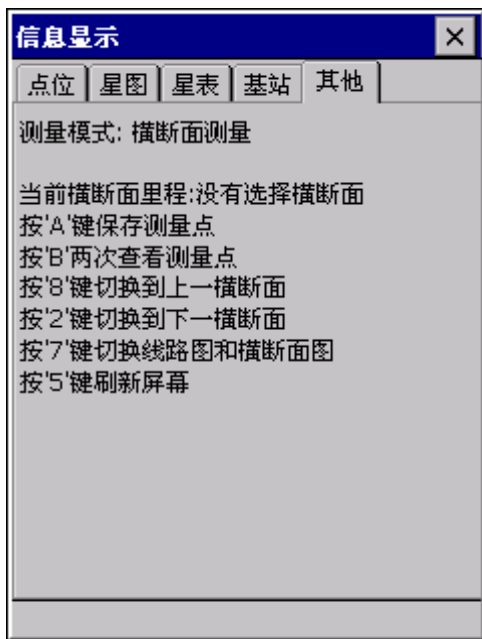 信息显示
点位 星图 星表 基站 其他
测量模式: 横断面测量
当前横断面里程:没有选择横断面
按'A'键保存测量点
按'B'两次查看测量点
按'8'键切换到上一横断面
按'2'键切换到下一横断面
按'7'键切换线路图和横断面图
按'5'键刷新屏幕